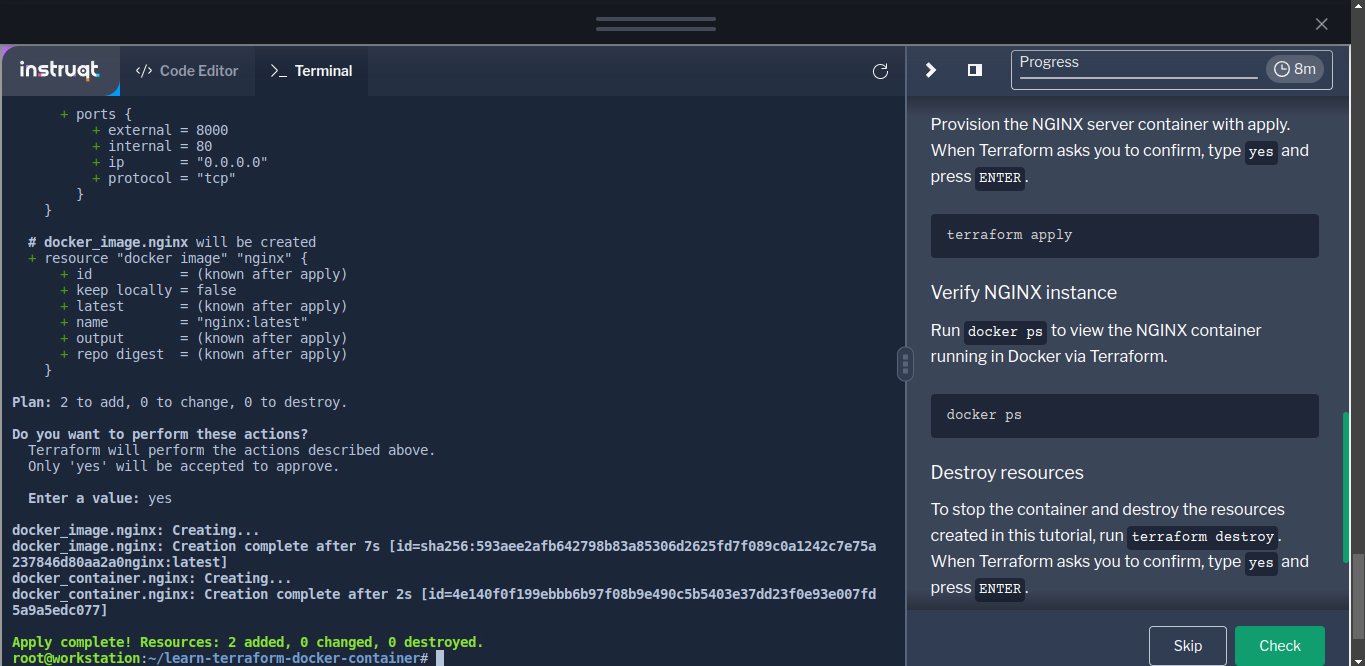 instruqt
</> Code Editor
>_ Terminal
Progress
8m
+ ports {
+ external = 8000
+ internal = 80
+ ip = "0.0.0.0"
+ protocol = "tcp"
}
}
# docker_image.nginx will be created
+ resource "docker image" "nginx" {
+ id = (known after apply)
+ keep locally = false
+ latest = (known after apply)
+ name = "nginx:latest"
+ output = (known after apply)
+ repo digest = (known after apply)
}
Plan: 2 to add, 0 to change, 0 to destroy.
Do you want to perform these actions?
Terraform will perform the actions described above.
Only 'yes' will be accepted to approve.
Enter a value: yes
docker_image.nginx: Creating...
docker_image.nginx: Creation complete after 7s [id=sha256:593aee2afb642798b83a85306d2625fd7f089c0a1242c7e75a
237846d80aa2a0nginx:latest]
docker_container.nginx: Creating...
docker_container.nginx: Creation complete after 2s [id=4e140f0f199ebbb6b97f08b9e490c5b5403e37dd23f0e93e007fd
5a9a5edc077]
Apply complete! Resources: 2 added, 0 changed, 0 destroyed.
root@workstation:~/learn-terraform-docker-container#
Provision the NGINX server container with apply.
When Terraform asks you to confirm, type yes and
press ENTER.
terraform apply
Verify NGINX instance
Run docker ps to view the NGINX container
running in Docker via Terraform.
docker ps
Destroy resources
To stop the container and destroy the resources
created in this tutorial, run terraform destroy.
When Terraform asks you to confirm, type yes and
press ENTER.
Skip
Check